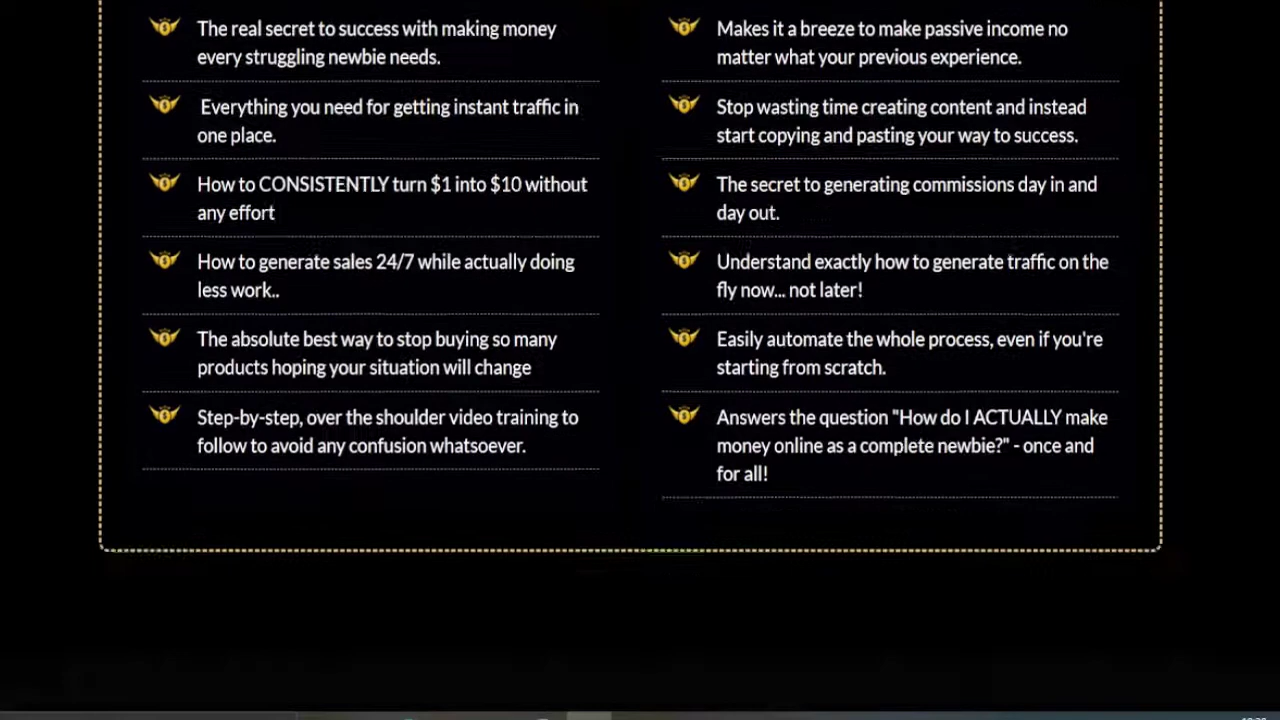 The real secret to success with making money
every struggling newbie needs.
Everything you need for getting instant traffic in
one place.
How to CONSISTENTLY turn $1 into $10 without
any effort
How to generate sales 24/7 while actually doing
less work..
The absolute best way to stop buying so many
products hoping your situation will change
Step-by-step, over the shoulder video training to
follow to avoid any confusion whatsoever.
Makes it a breeze to make passive income no
matter what your previous experience.
Stop wasting time creating content and instead
start copying and pasting your way to success.
The secret to generating commissions day in and
day out.
Understand exactly how to generate traffic on the
fly now... not later!
Easily automate the whole process, even if you're
starting from scratch.
Answers the question "How do I ACTUALLY make
money online as a complete newbie?" - once and
for all!